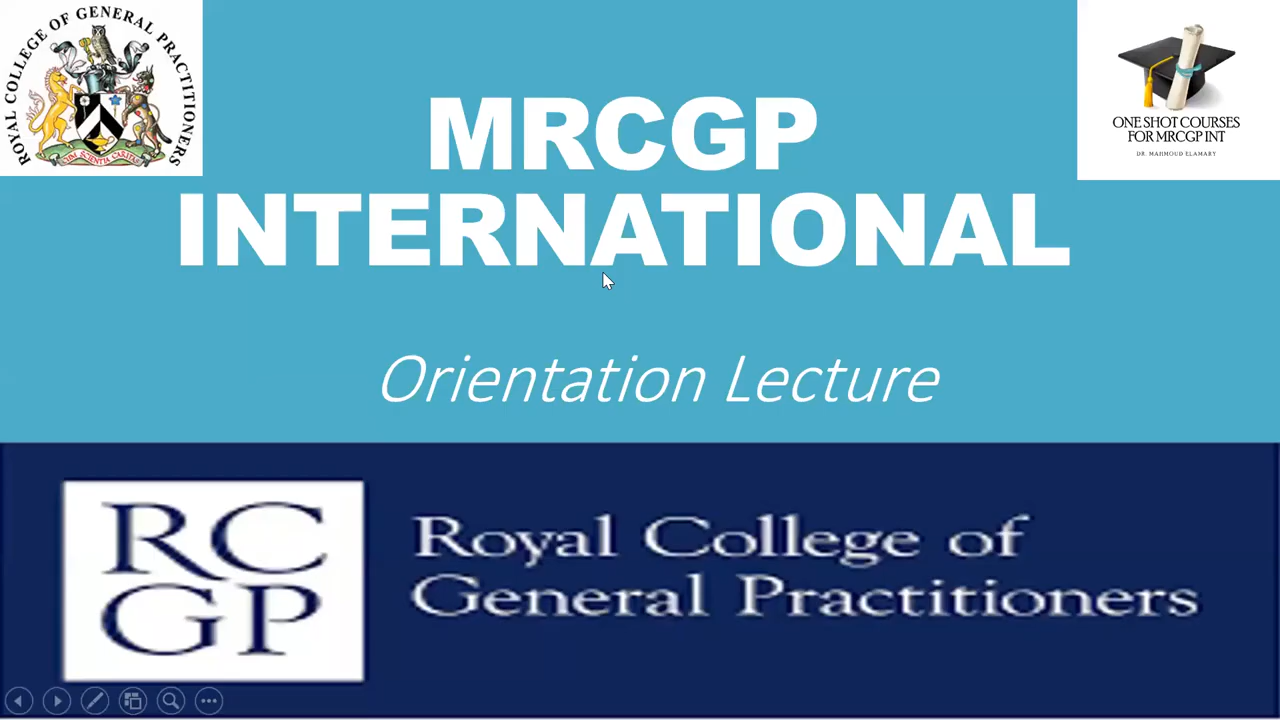 ROYAL COLLEGE OF GENERAL PRACTITIONERS
CUM SCIENTIA CARITAS
ONE SHOT COURSES
FOR MRCGP INT
DR. MAHMOUD ELAMARY
MRCGP
INTERNATIONAL
Orientation Lecture
RC
GP
Royal College of
General Practitioners